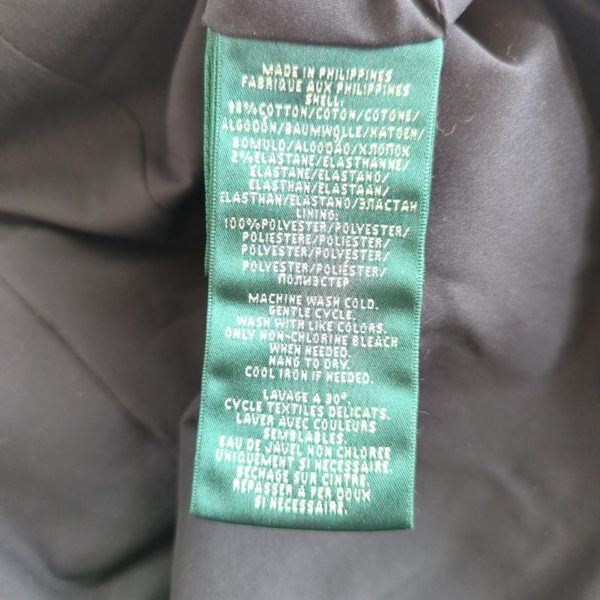 MADE IN PHILIPPINES
FABRIQUE AUX PHILIPPINES
SHELL:
98%COTTON/COTON/COTONE/
ALGODÓN/BAUMWOLLE/KATOEN/
BOMULD/ALGODÃO/ХЛОПОК
2%ELASTANE/ELASTHANNE/
ELASTANE/ELASTANO/
ELASTHAN/ELASTAAN/
ELASTHAN/ELASTANO/ЭЛАСТАН
LINING:
100%POLYESTER/POLYESTER/
POLIESTERE/POLIÉSTER/
POLYESTER/POLYESTER/
POLYESTER/POLIÉSTER/
ПОЛИЭСТЕР
MACHINE WASH COLD.
GENTLE CYCLE.
WASH WITH LIKE COLORS.
ONLY NON-CHLORINE BLEACH
WHEN NEEDED.
HANG TO DRY.
COOL IRON IF NEEDED.
LAVAGE A 30°.
CYCLE TEXTILES DELICATS.
LAVER AVEC COULEURS
SEMBLABLES.
EAU DE JAVEL NON CHLOREE
UNIQUEMENT SI NECESSAIRE.
SECHAGE SUR CINTRE.
REPASSER A FER DOUX
SI NECESSAIRE.